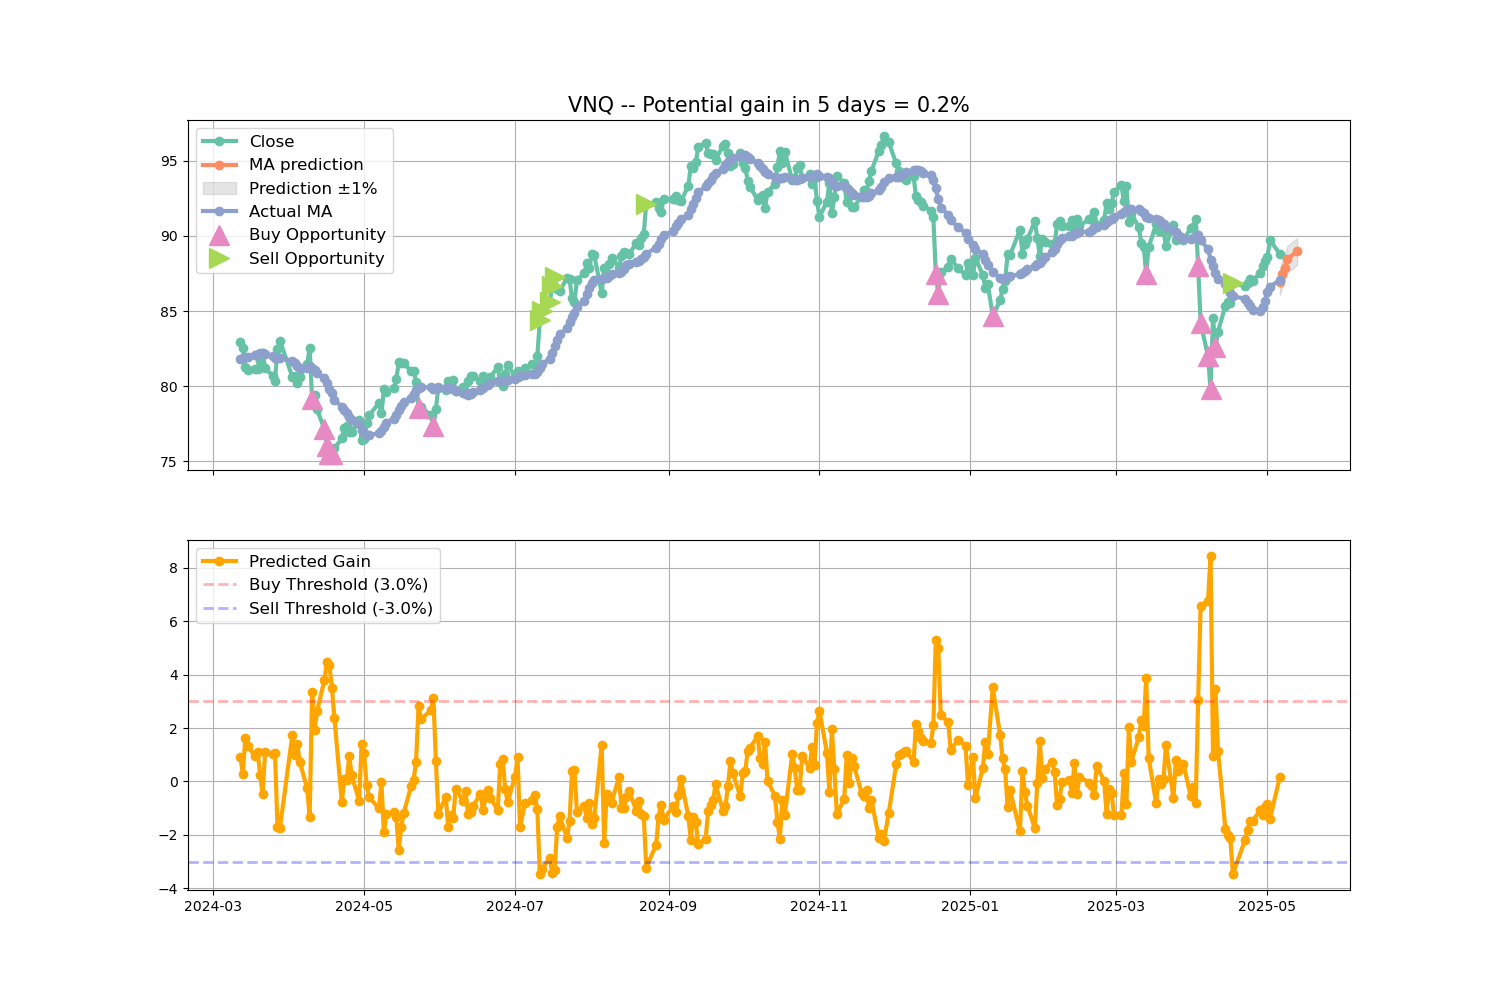 VNQ -- Potential gain in 5 days = 0.2%
Close
MA prediction
Prediction ±1%
Actual MA
Buy Opportunity
Sell Opportunity
95
90
85
80
75
Predicted Gain
Buy Threshold (3.0%)
Sell Threshold (-3.0%)
8
6
4
2
0
−2
−4
2024-03
2024-05
2024-07
2024-09
2024-11
2025-01
2025-03
2025-05